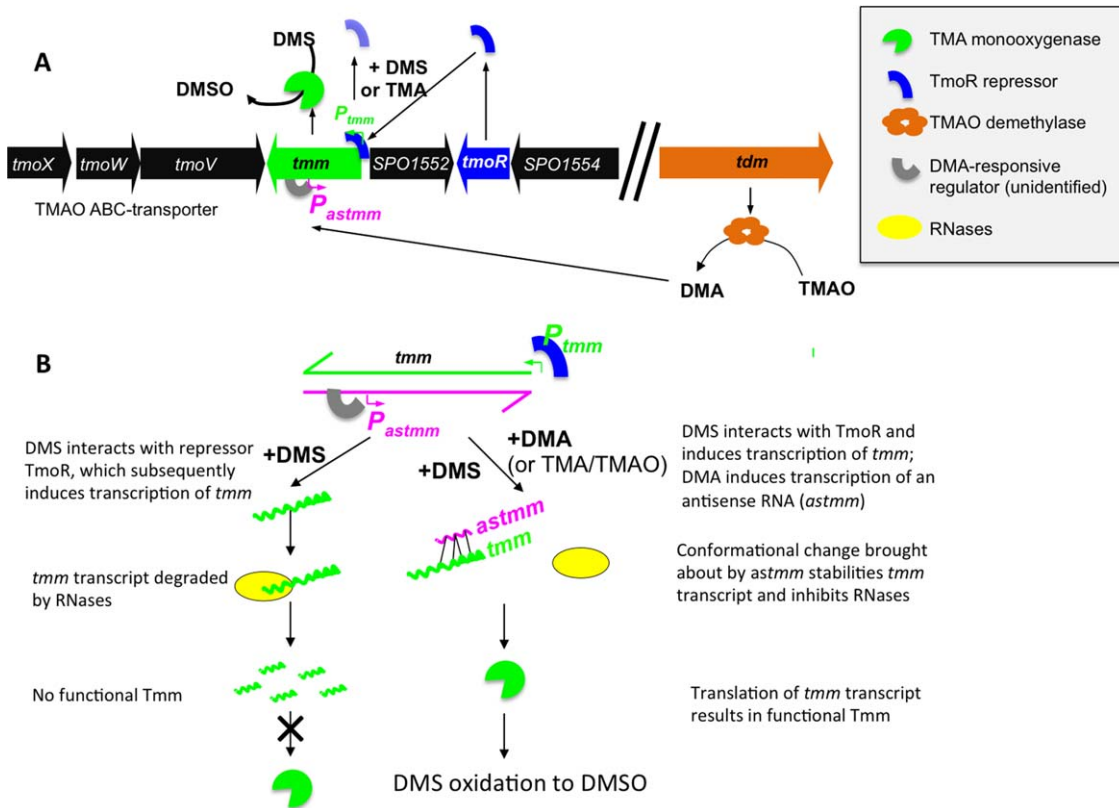 A
DMS
DMSO
+ DMS
or TMA
Ptmm
tmoX
tmoW
tmoV
tmm
SPO1552
tmoR
SPO1554
tdm
TMAO ABC-transporter
Pastmm
DMA
TMAO
TMA monooxygenase
TmoR repressor
TMAO demethylase
DMA-responsive
regulator (unidentified)
RNases
B
tmm
Ptmm
Pastmm
DMS interacts with repressor
TmoR, which subsequently
induces transcription of tmm
+DMS
+DMS
+DMA
(or TMA/TMAO)
DMS interacts with TmoR and
induces transcription of tmm;
DMA induces transcription of an
antisense RNA (astmm)
astmm
tmm
tmm transcript degraded
by RNases
Conformational change brought
about by astmm stabilities tmm
transcript and inhibits RNases
No functional Tmm
Translation of tmm transcript
results in functional Tmm
DMS oxidation to DMSO